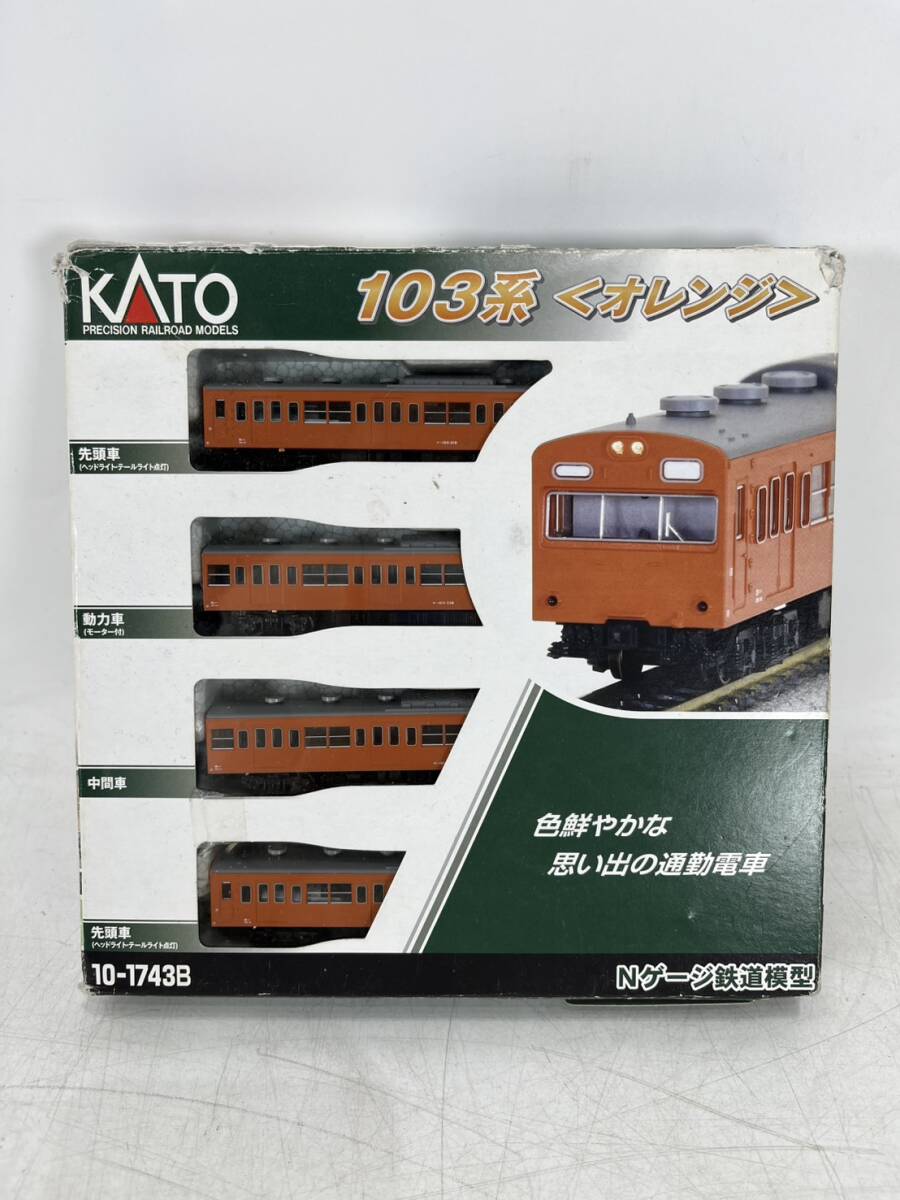 KATO
PRECISION RAILROAD MODELS
103系 <オレンジ>
先頭車
(ヘッドライト・テールライト点灯)
動力車
(モーター付)
中間車
先頭車
(ヘッドライト・テールライト点灯)
色鮮やかな
思い出の通勤電車
10-1743B
Nゲージ鉄道模型